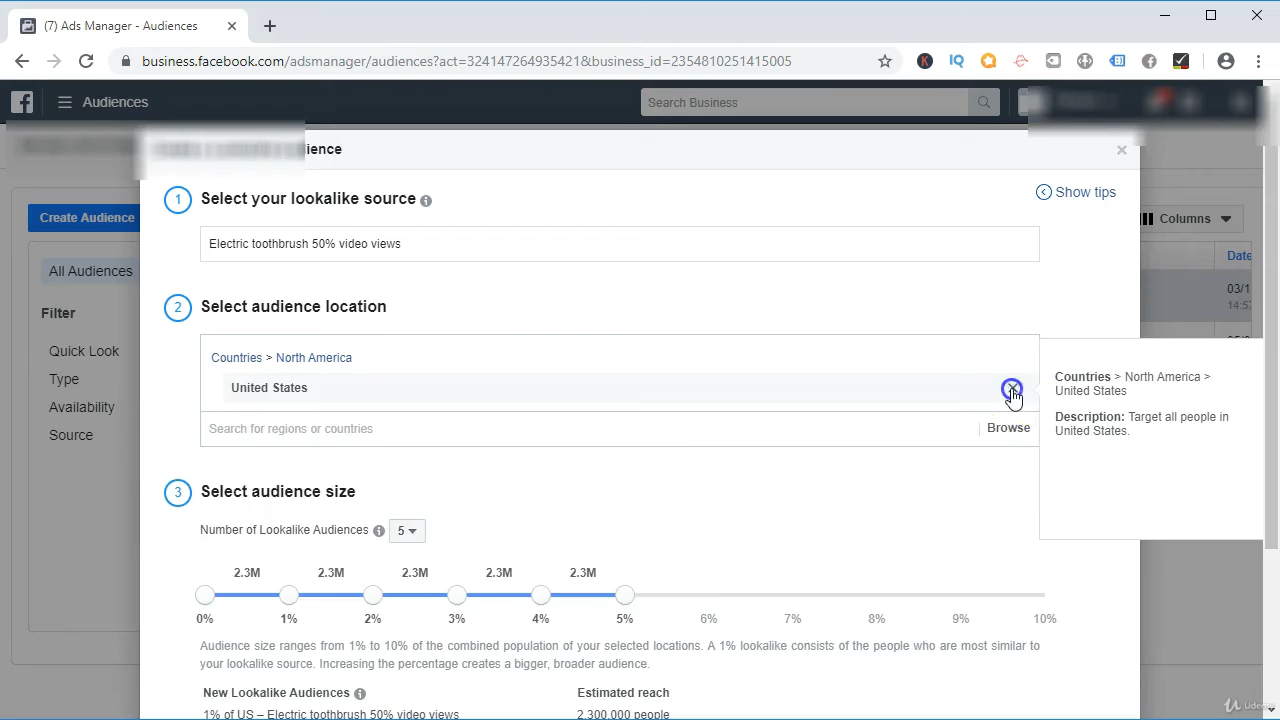 (7) Ads Manager - Audiences
business.facebook.com/adsmanager/audiences?act=324147264935421&business_id=2354810251415005
Audiences
Search Business
ience
1 Select your lookalike source
Show tips
Create Audience
Columns
Electric toothbrush 50% video views
All Audiences
Date
03/1
14:57
Filter
2 Select audience location
Quick Look
Countries > North America
Type
United States
Availability
Countries > North America >
United States
Search for regions or countries
Browse
Description: Target all people in
United States.
Source
3 Select audience size
Number of Lookalike Audiences 5
2.3M 2.3M 2.3M 2.3M 2.3M
0% 1% 2% 3% 4% 5% 6% 7% 8% 9% 10%
Audience size ranges from 1% to 10% of the combined population of your selected locations. A 1% lookalike consists of the people who are most similar to
your lookalike source. Increasing the percentage creates a bigger, broader audience.
New Lookalike Audiences
Estimated reach
1% of US – Electric toothbrush 50% video views
2,300,000 people